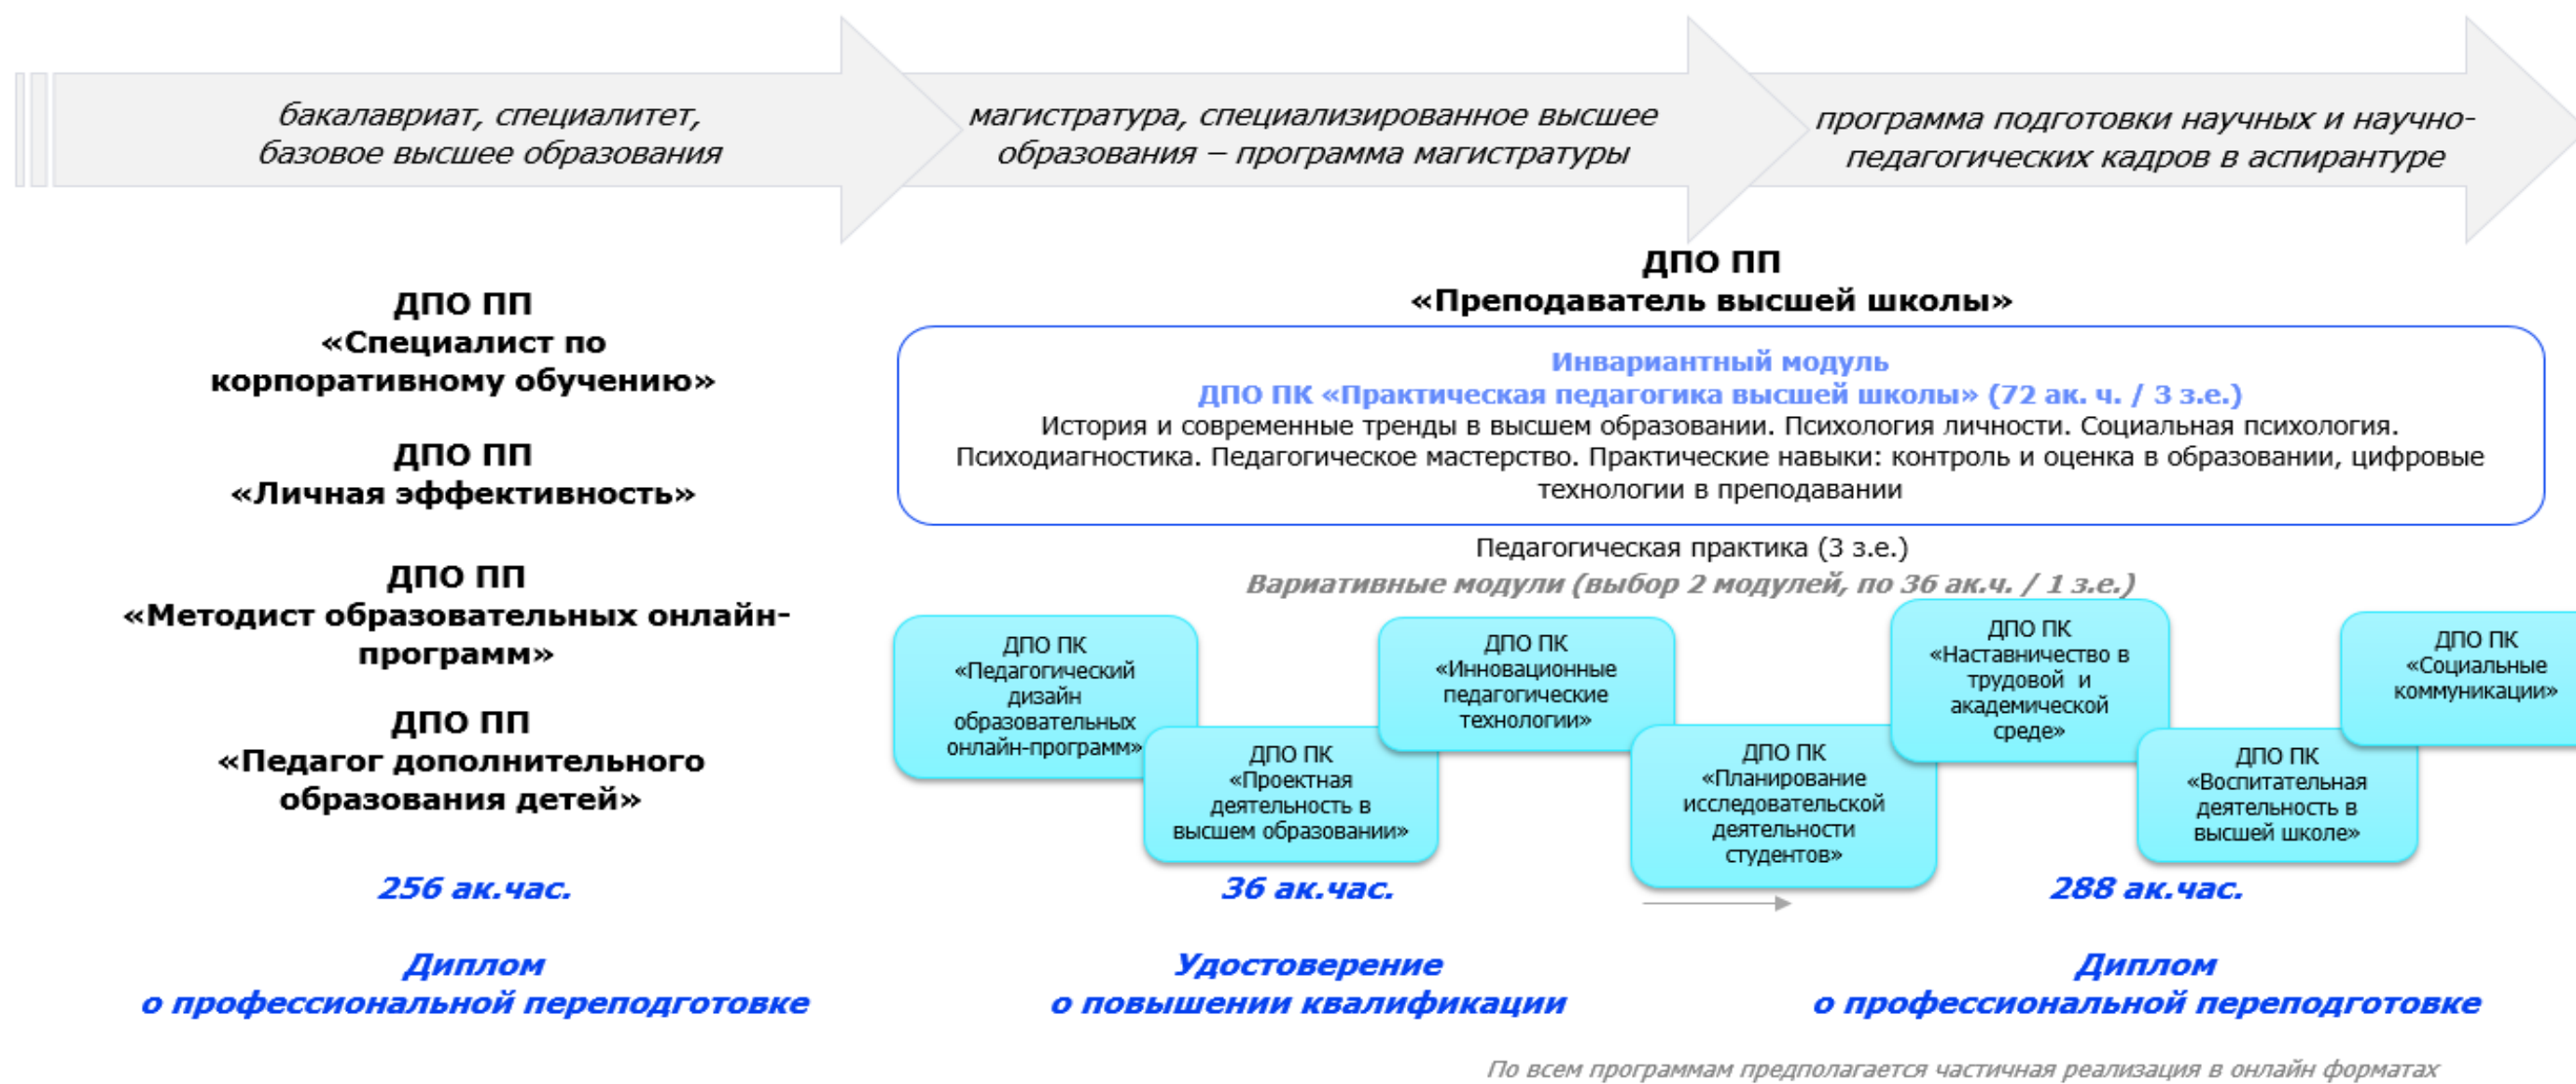 бакалавриат, специалитет,
базовое высшее образования
магистратура, специализированное высшее
образования – программа магистратуры
программа подготовки научных и научно-
педагогических кадров в аспирантуре
ДПО ПП
«Специалист по
корпоративному обучению»
ДПО ПП
«Личная эффективность»
ДПО ПП
«Методист образовательных онлайн-
программ»
ДПО ПП
«Педагог дополнительного
образования детей»
256 ак.час.
Диплом
о профессиональной переподготовке
ДПО ПП
«Преподаватель высшей школы»
Инвариантный модуль
ДПО ПК «Практическая педагогика высшей школы» (72 ак. ч. / 3 з.е.)
История и современные тренды в высшем образовании. Психология личности. Социальная психология.
Психодиагностика. Педагогическое мастерство. Практические навыки: контроль и оценка в образовании, цифровые
технологии в преподавании
Педагогическая практика (3 з.е.)
Вариативные модули (выбор 2 модулей, по 36 ак.ч. / 1 з.е.)
ДПО ПК
«Педагогический
дизайн
образовательных
онлайн-программ»
ДПО ПК
«Проектная
деятельность в
высшем образовании»
ДПО ПК
«Инновационные
педагогические
технологии»
ДПО ПК
«Планирование
исследовательской
деятельности
студентов»
ДПО ПК
«Наставничество в
трудовой и
академической
среде»
ДПО ПК
«Воспитательная
деятельность в
высшей школе»
ДПО ПК
«Социальные
коммуникации»
36 ак.час.
Удостоверение
о повышении квалификации
288 ак.час.
Диплом
о профессиональной переподготовке
По всем программам предполагается частичная реализация в онлайн форматах